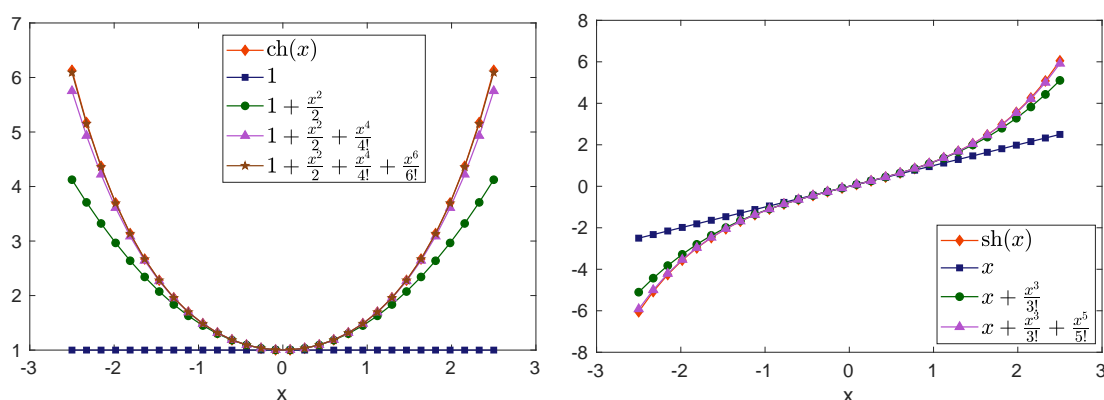 7
6
5
4
3
2
1
-3 -2 -1 0 1 2 3
x
ch(x)
1
1 + x²/2
1 + x²/2 + x⁴/4!
1 + x²/2 + x⁴/4! + x⁶/6!
8
6
4
2
0
-2
-4
-6
-8
-3 -2 -1 0 1 2 3
x
sh(x)
x
x + x³/3!
x + x³/3! + x⁵/5!